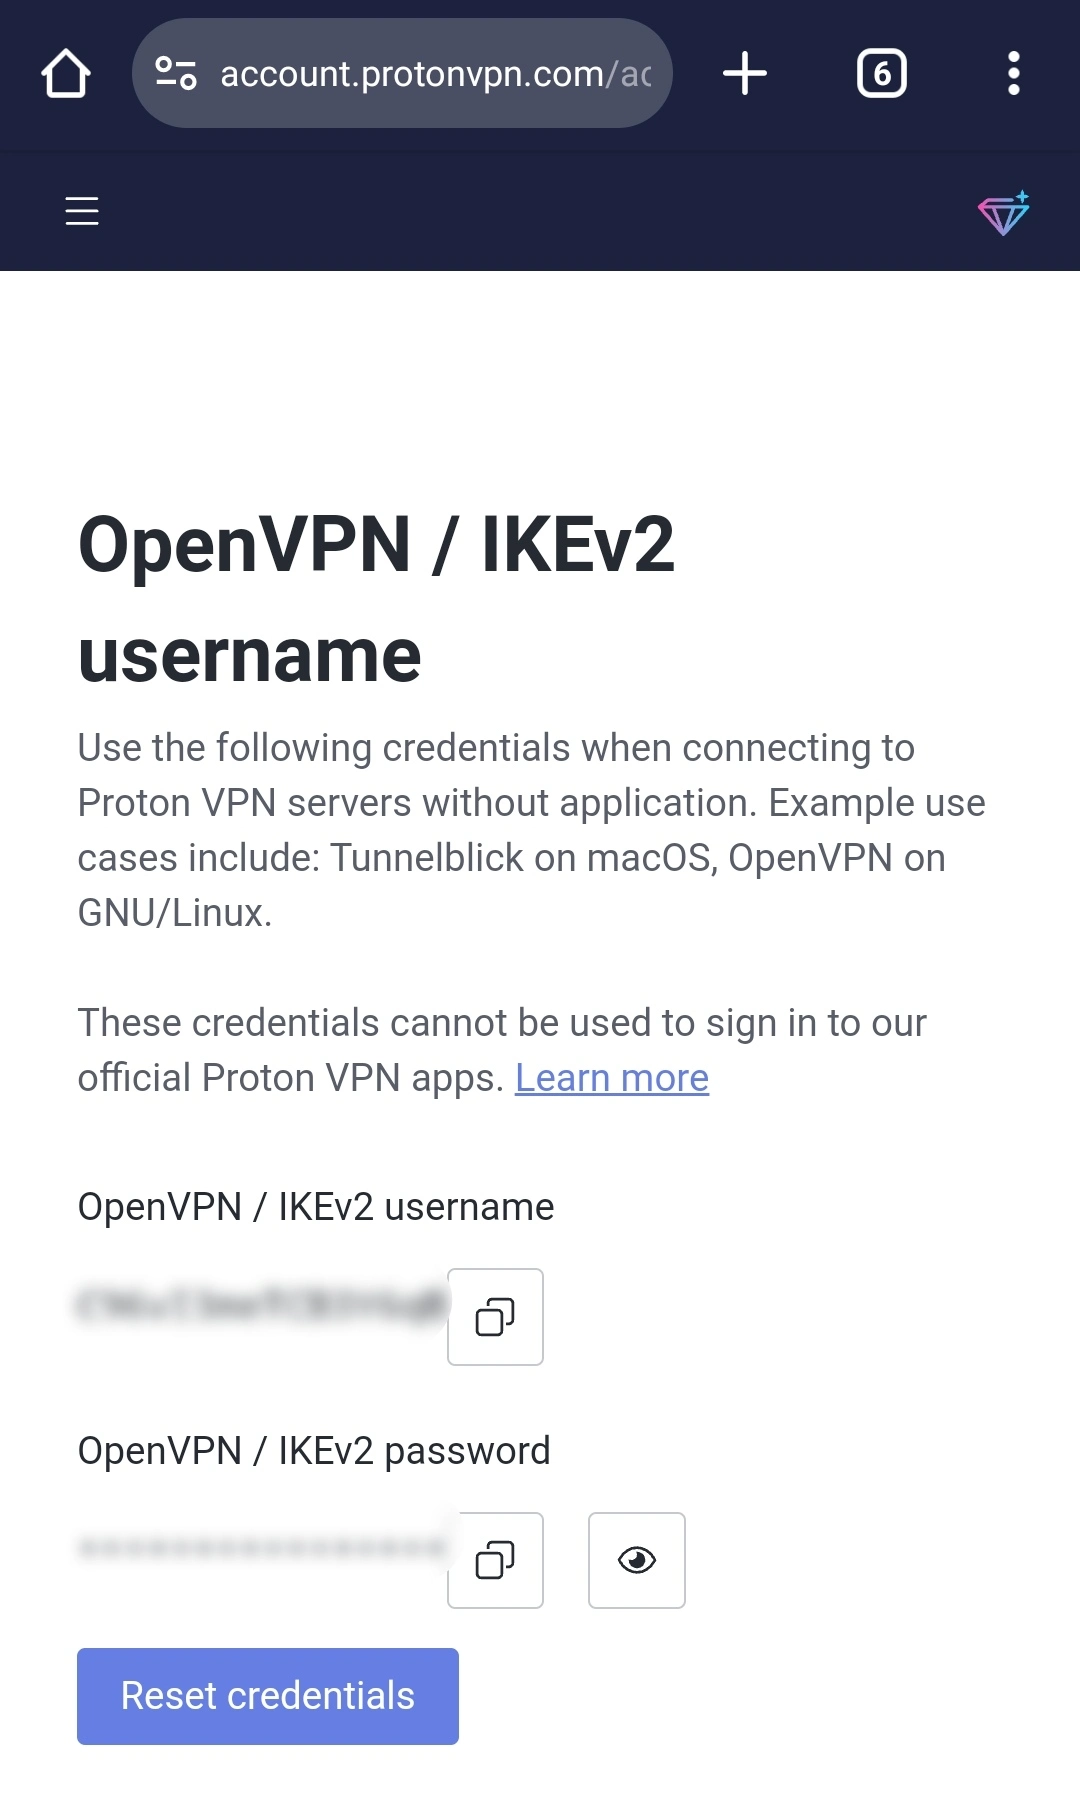 account.protonvpn.com/ac
6
OpenVPN / IKEv2
username
Use the following credentials when connecting to
Proton VPN servers without application. Example use
cases include: Tunnelblick on macOS, OpenVPN on
GNU/Linux.
These credentials cannot be used to sign in to our
official Proton VPN apps. Learn more
OpenVPN / IKEv2 username
OpenVPN / IKEv2 password
Reset credentials